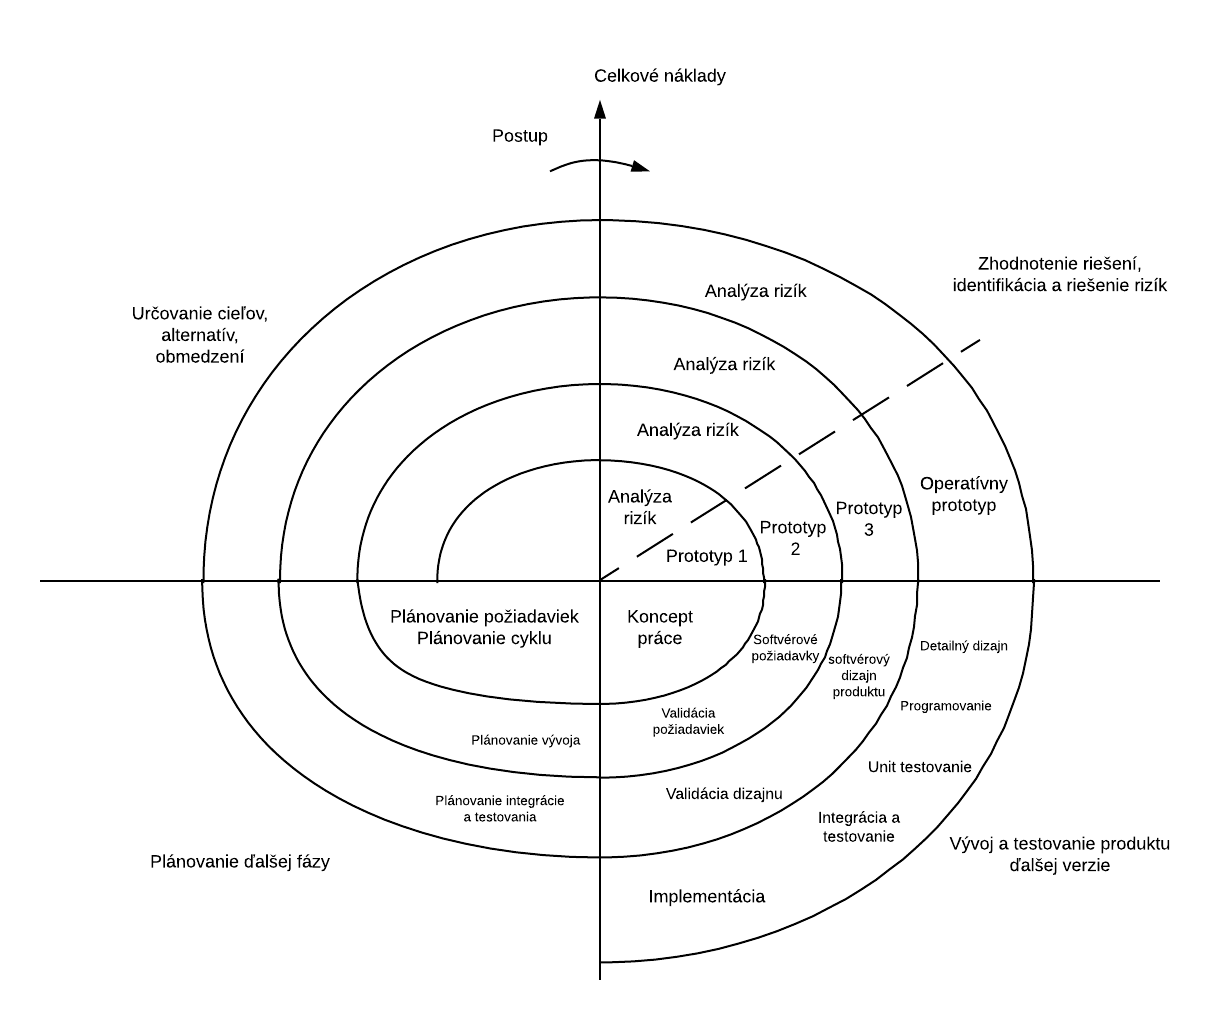 Celkové náklady
Postup
Zhodnotenie riešení,
identifikácia a riešenie rizík
Určovanie cieľov,
alternatív,
obmedzení
Analýza rizík
Analýza rizík
Analýza rizík
Analýza
rizík
Prototyp 1
Prototyp
2
Prototyp
3
Operatívny
prototyp
Plánovanie požiadaviek
Plánovanie cyklu
Koncept
práce
Softvérové
požiadavky
softvérový
dizajn
produktu
Detailný dizajn
Programovanie
Validácia
požiadaviek
Plánovanie vývoja
Unit testovanie
Validácia dizajnu
Plánovanie integrácie
a testovania
Integrácia a
testovanie
Plánovanie ďalšej fázy
Vývoj a testovanie produktu
ďalšej verzie
Implementácia